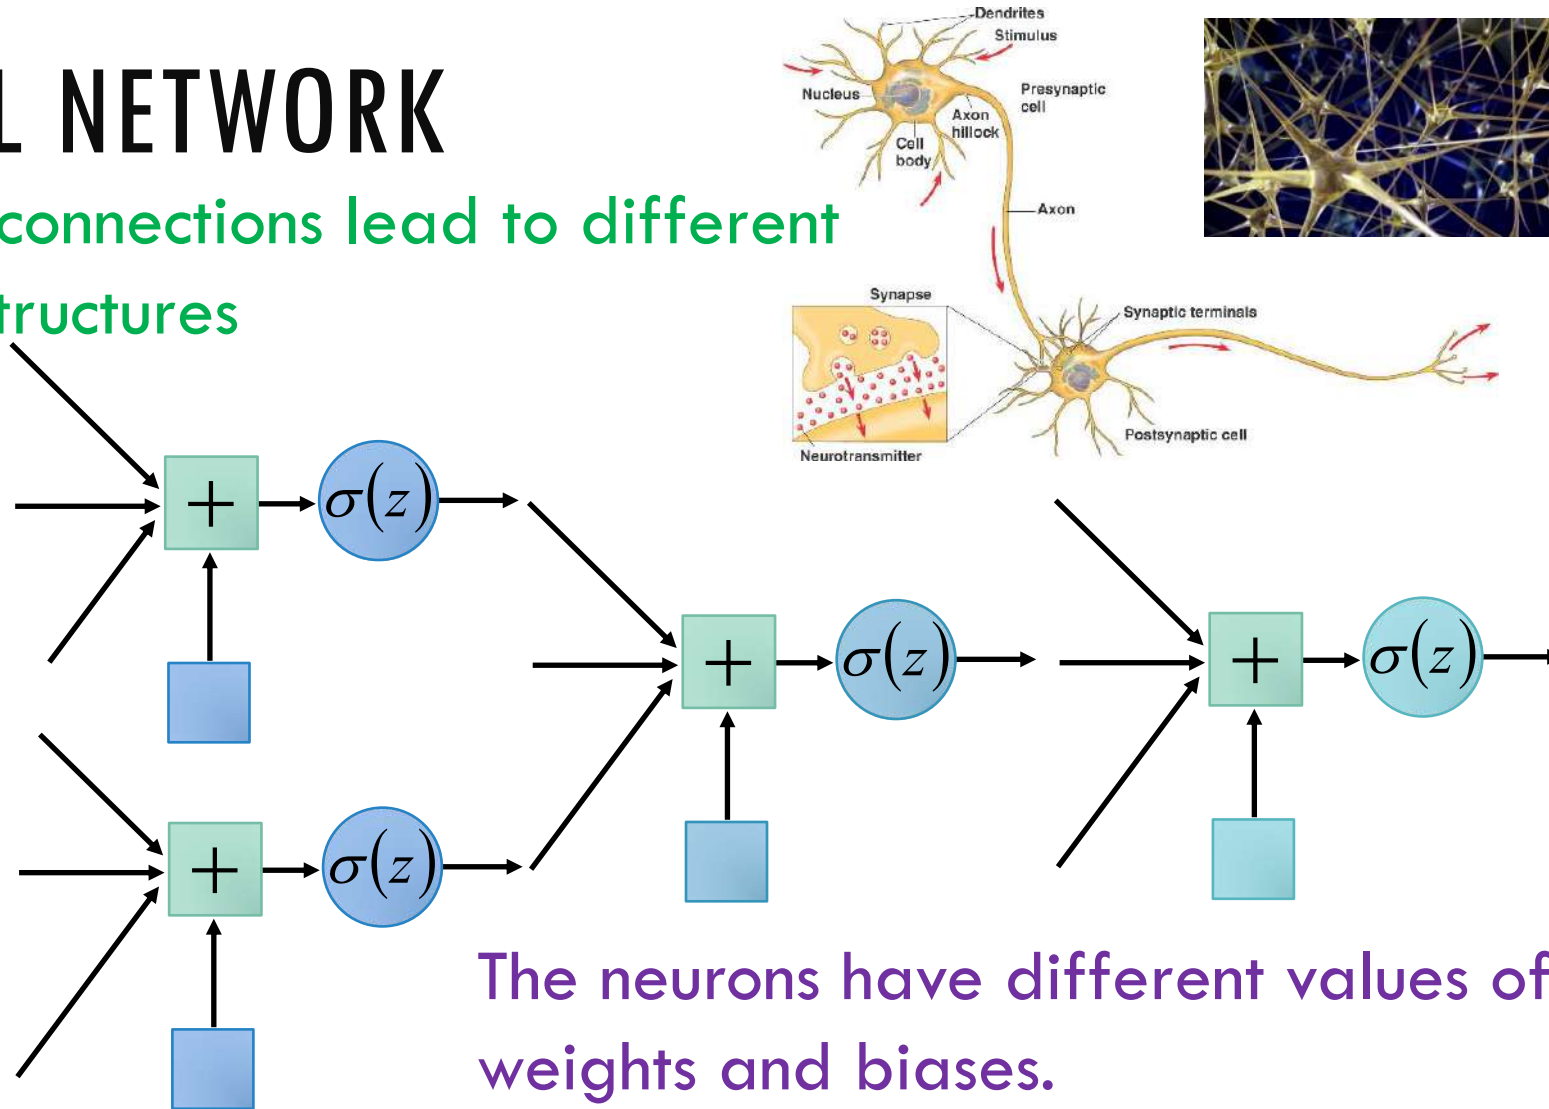 L NETWORK
connections lead to different
tructures
Dendrites
Stimulus
Nucleus
Presynaptic
cell
Axon
hillock
Cell
body
Axon
Synapse
Synaptic terminals
Postsynaptic cell
Neurotransmitter
+ σ(z)
+ σ(z)
+ σ(z)
+ σ(z)
The neurons have different values of
weights and biases.